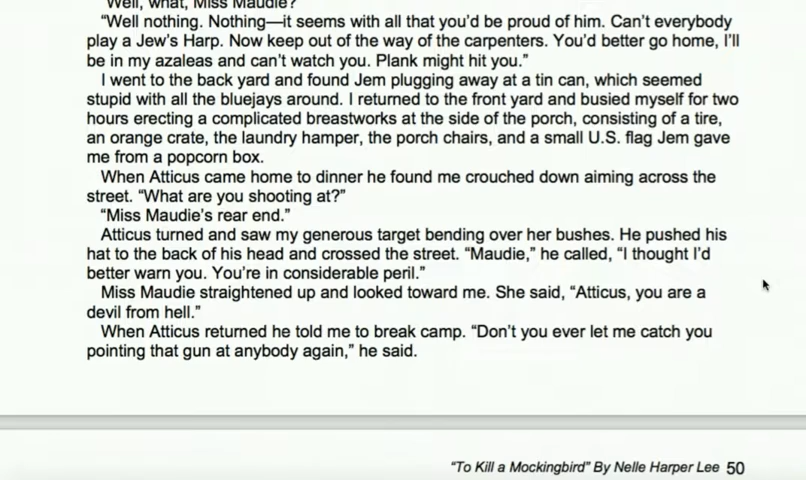 “Well, what, Miss Maudie?”
“Well nothing. Nothing—it seems with all that you’d be proud of him. Can’t everybody
play a Jew’s Harp. Now keep out of the way of the carpenters. You’d better go home, I’ll
be in my azaleas and can’t watch you. Plank might hit you.”
I went to the back yard and found Jem plugging away at a tin can, which seemed
stupid with all the bluejays around. I returned to the front yard and busied myself for two
hours erecting a complicated breastworks at the side of the porch, consisting of a tire,
an orange crate, the laundry hamper, the porch chairs, and a small U.S. flag Jem gave
me from a popcorn box.
When Atticus came home to dinner he found me crouched down aiming across the
street. “What are you shooting at?”
“Miss Maudie’s rear end.”
Atticus turned and saw my generous target bending over her bushes. He pushed his
hat to the back of his head and crossed the street. “Maudie,” he called, “I thought I’d
better warn you. You’re in considerable peril.”
Miss Maudie straightened up and looked toward me. She said, “Atticus, you are a
devil from hell.”
When Atticus returned he told me to break camp. “Don’t you ever let me catch you
pointing that gun at anybody again,” he said.
“To Kill a Mockingbird” By Nelle Harper Lee 50